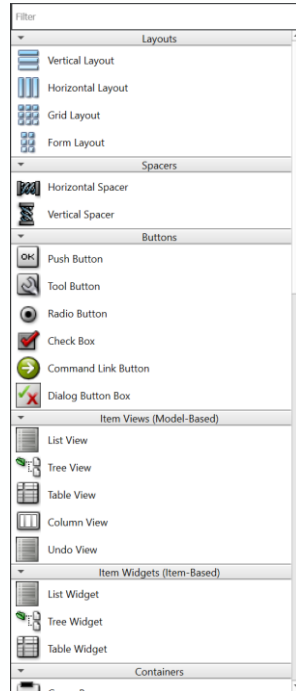 Filter
Layouts
Vertical Layout
Horizontal Layout
Grid Layout
Form Layout
Spacers
Horizontal Spacer
Vertical Spacer
Buttons
OK Push Button
Tool Button
Radio Button
Check Box
Command Link Button
Dialog Button Box
Item Views (Model-Based)
List View
Tree View
Table View
Column View
Undo View
Item Widgets (Item-Based)
List Widget
Tree Widget
Table Widget
Containers